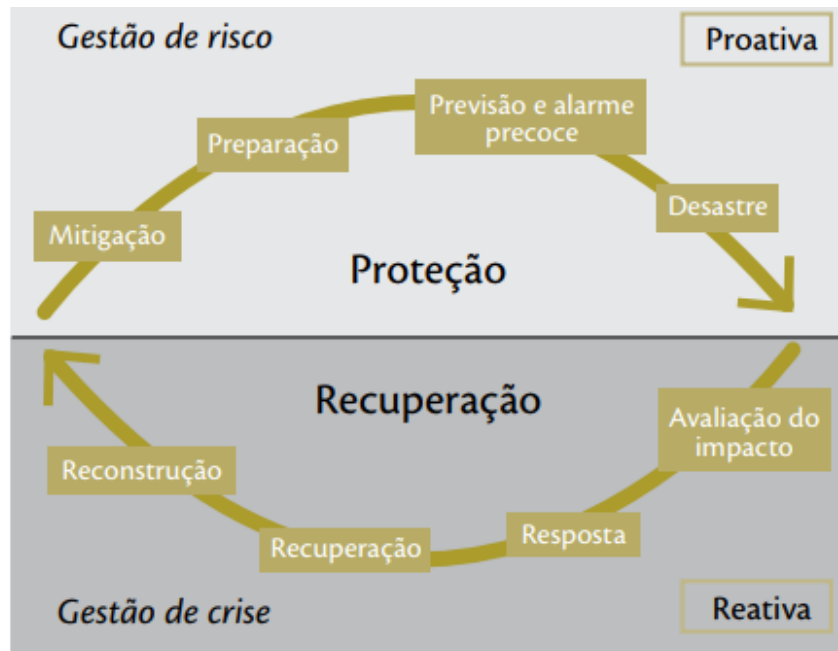 Gestão de risco
Proativa
Previsão e alarme
precoce
Preparação
Desastre
Mitigação
Proteção
Recuperação
Avaliação do
impacto
Reconstrução
Resposta
Recuperação
Gestão de crise
Reativa